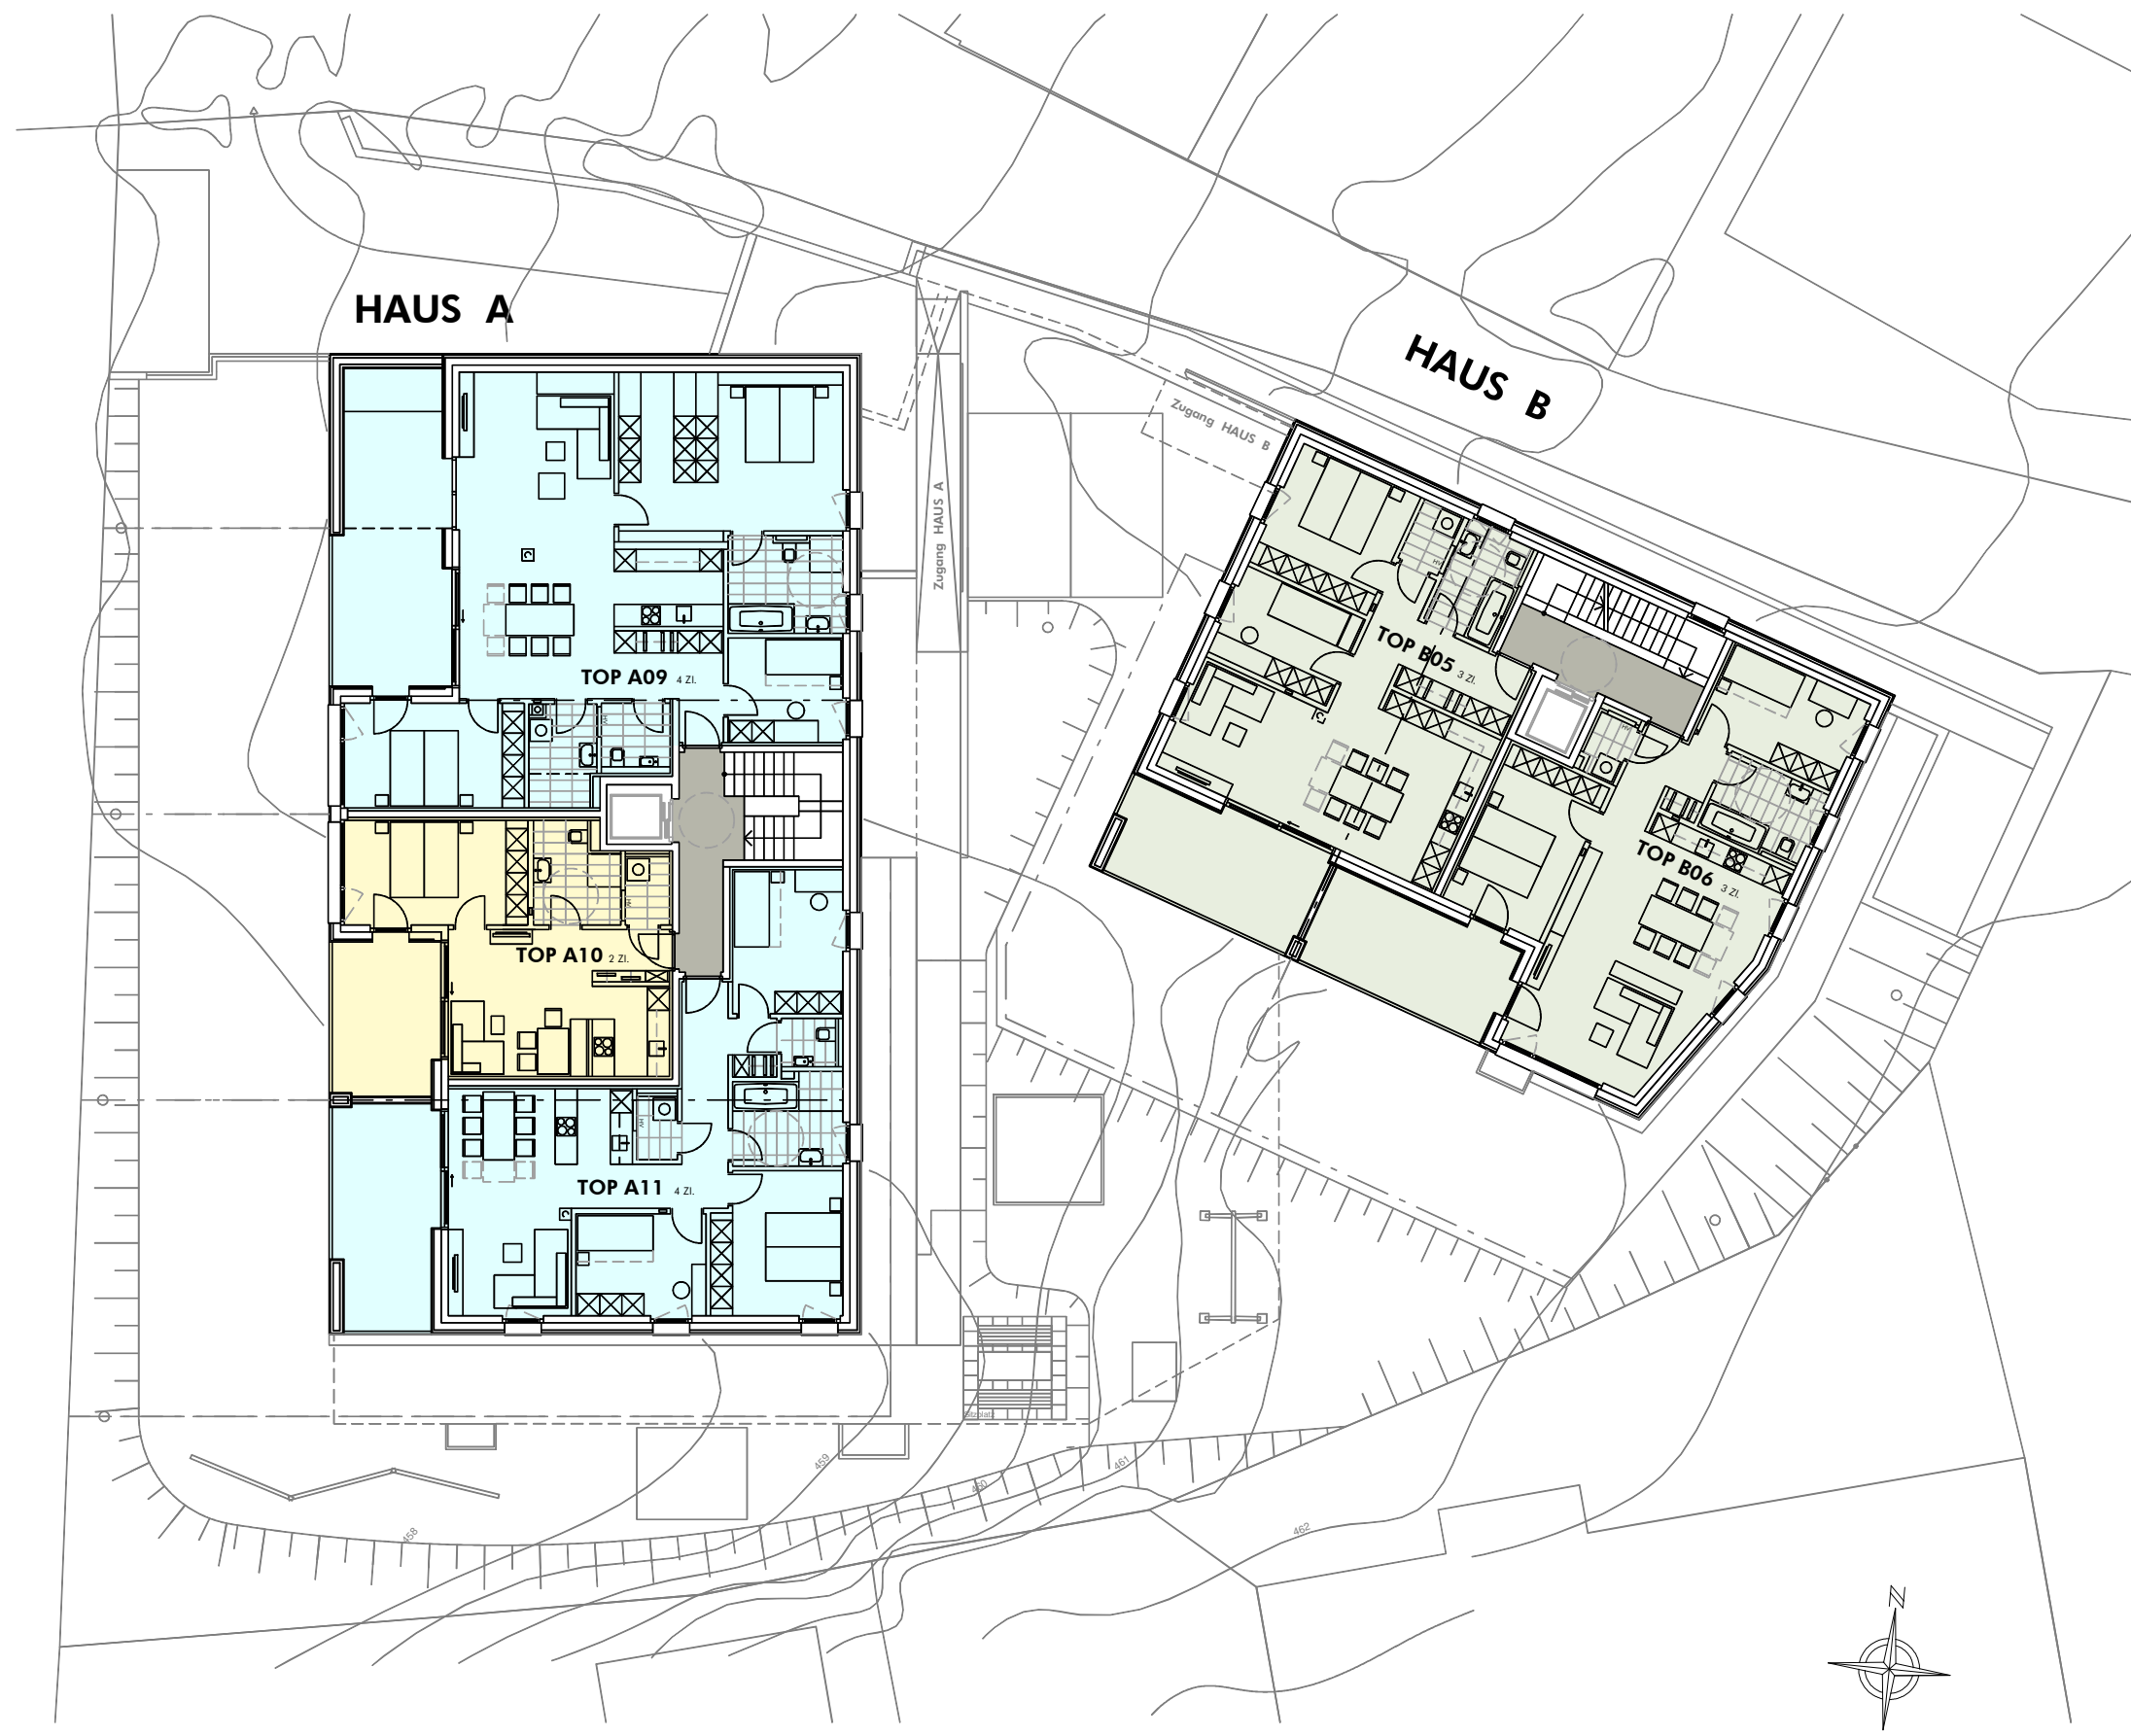 HAUS A
HAUS B
Zugang HAUS B
Zugang HAUS A
TOP A09 4 ZI.
TOP B05 3 ZI.
TOP B06 3 ZI.
TOP A10 2 ZI.
TOP A11 4 ZI.
Sitzplatz
459
460
461
458
462
N